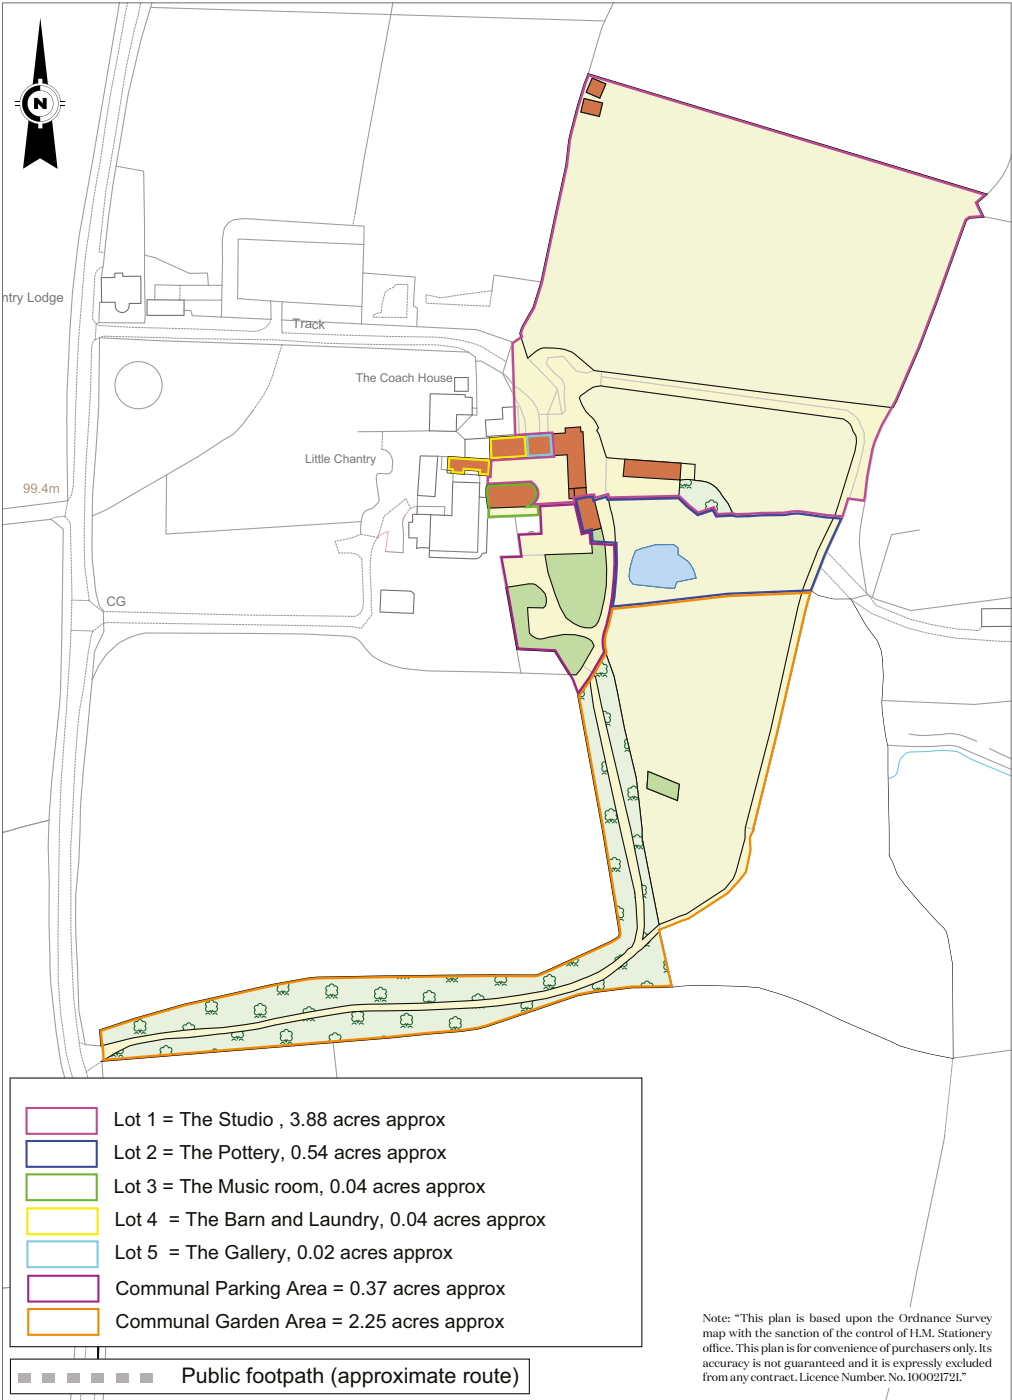 N
ntry Lodge
Track
The Coach House
Little Chantry
99.4m
CG
Lot 1 = The Studio , 3.88 acres approx
Lot 2 = The Pottery, 0.54 acres approx
Lot 3 = The Music room, 0.04 acres approx
Lot 4 = The Barn and Laundry, 0.04 acres approx
Lot 5 = The Gallery, 0.02 acres approx
Communal Parking Area = 0.37 acres approx
Communal Garden Area = 2.25 acres approx
Public footpath (approximate route)
Note: “This plan is based upon the Ordnance Survey
map with the sanction of the control of H.M. Stationery
office. This plan is for convenience of purchasers only. Its
accuracy is not guaranteed and it is expressly excluded
from any contract. Licence Number. No. 100021721.”